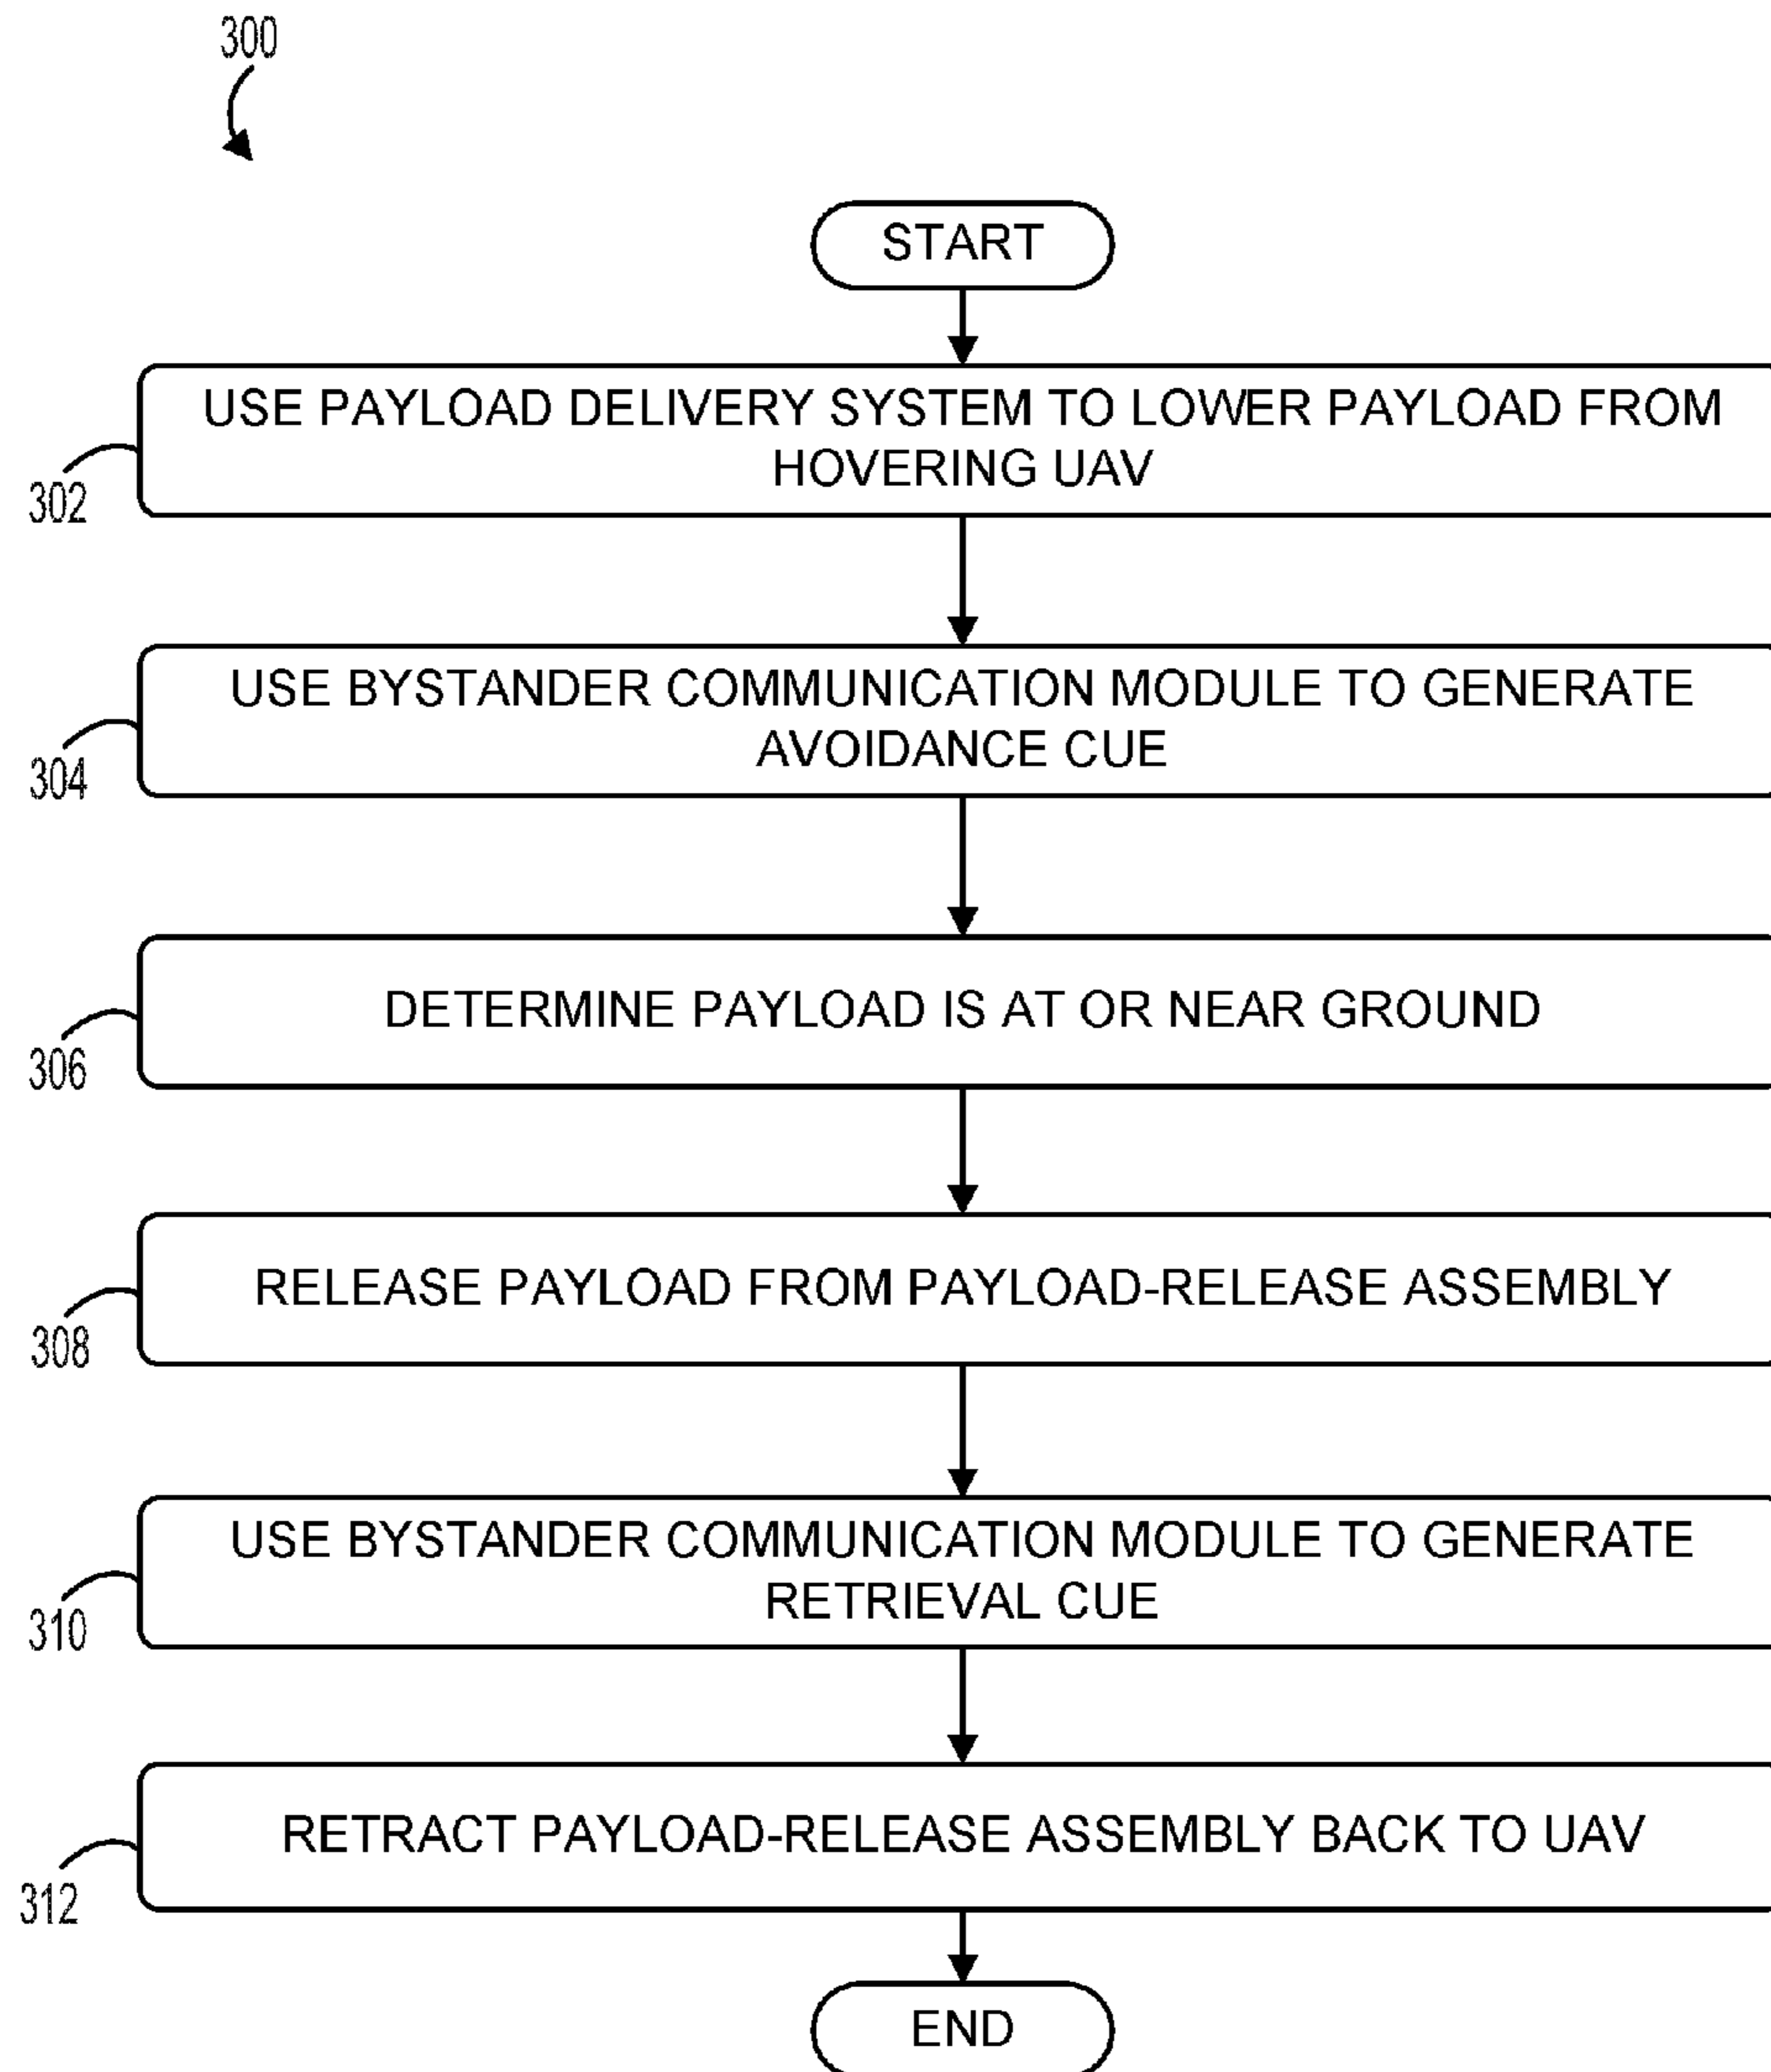 300
START
USE PAYLOAD DELIVERY SYSTEM TO LOWER PAYLOAD FROM
HOVERING UAV
302
USE BYSTANDER COMMUNICATION MODULE TO GENERATE
AVOIDANCE CUE
304
DETERMINE PAYLOAD IS AT OR NEAR GROUND
306
RELEASE PAYLOAD FROM PAYLOAD-RELEASE ASSEMBLY
308
USE BYSTANDER COMMUNICATION MODULE TO GENERATE
RETRIEVAL CUE
310
RETRACT PAYLOAD-RELEASE ASSEMBLY BACK TO UAV
312
END